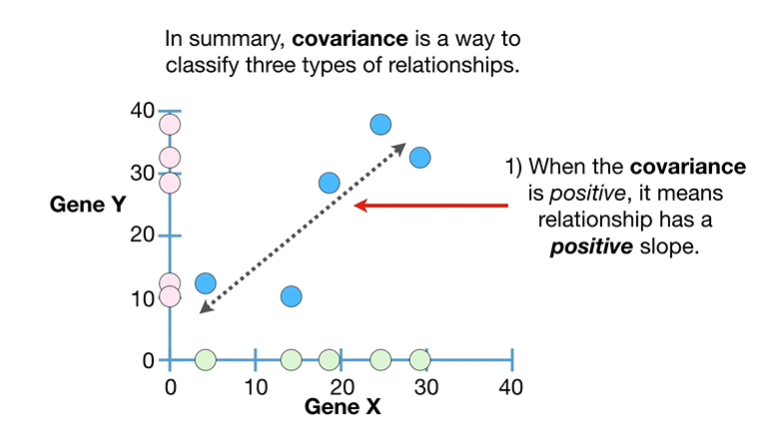 In summary, covariance is a way to
classify three types of relationships.
40
30
Gene Y
20
10
0
0 10 20 30 40
Gene X
1) When the covariance
is positive, it means
relationship has a
positive slope.